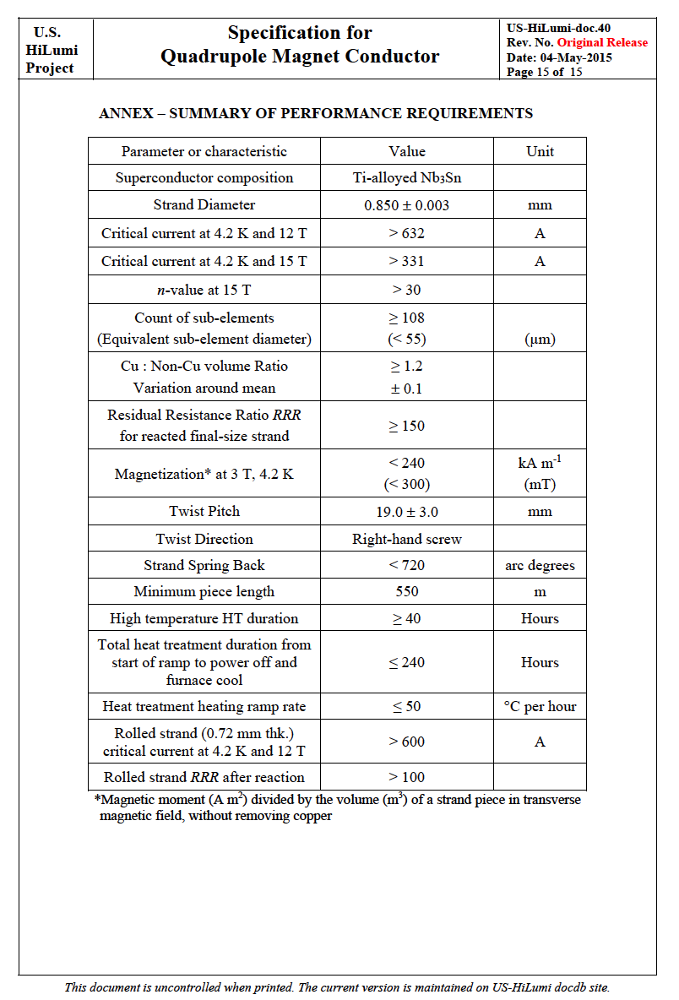 U.S.
HiLumi
Project
Specification for
Quadrupole Magnet Conductor
US-HiLumi-doc.40
Rev. No. Original Release
Date: 04-May-2015
Page 15 of 15
ANNEX – SUMMARY OF PERFORMANCE REQUIREMENTS
Parameter or characteristic Value Unit
Superconductor composition Ti-alloyed Nb₃Sn
Strand Diameter 0.850 ± 0.003 mm
Critical current at 4.2 K and 12 T > 632 A
Critical current at 4.2 K and 15 T > 331 A
n-value at 15 T > 30
Count of sub-elements ≥ 108
(Equivalent sub-element diameter) (< 55) (μm)
Cu : Non-Cu volume Ratio ≥ 1.2
Variation around mean ± 0.1
Residual Resistance Ratio RRR
for reacted final-size strand
≥ 150
Magnetization* at 3 T, 4.2 K
< 240 kA m⁻¹
(< 300) (mT)
Twist Pitch 19.0 ± 3.0 mm
Twist Direction Right-hand screw
Strand Spring Back < 720 arc degrees
Minimum piece length 550 m
High temperature HT duration ≥ 40 Hours
Total heat treatment duration from
start of ramp to power off and ≤ 240 Hours
furnace cool
Heat treatment heating ramp rate ≤ 50 °C per hour
Rolled strand (0.72 mm thk.)
critical current at 4.2 K and 12 T
> 600 A
Rolled strand RRR after reaction > 100
*Magnetic moment (A m²) divided by the volume (m³) of a strand piece in transverse
magnetic field, without removing copper
This document is uncontrolled when printed. The current version is maintained on US-HiLumi docdb site.